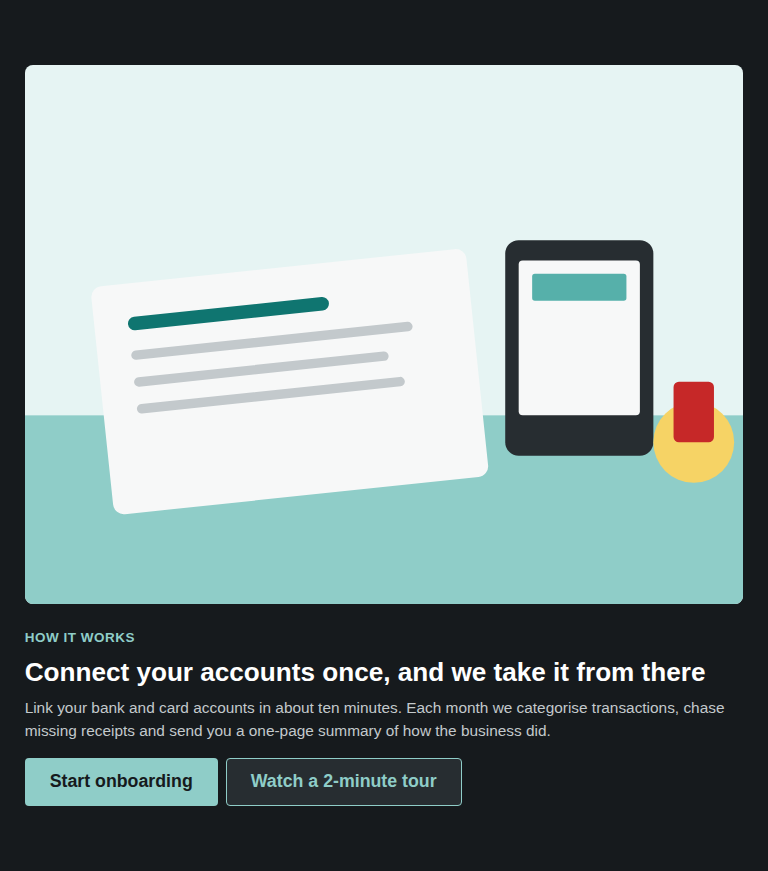 HOW IT WORKS
Connect your accounts once, and we take it from there
Link your bank and card accounts in about ten minutes. Each month we categorise transactions, chase
missing receipts and send you a one-page summary of how the business did.
Start onboarding
Watch a 2-minute tour